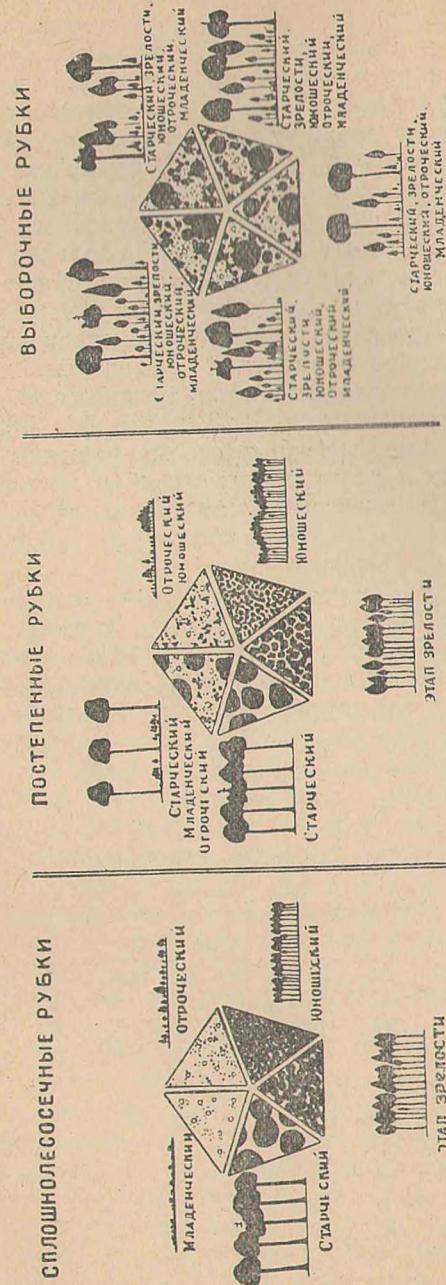 СПЛОШНОЛЕСОСЕЧНЫЕ РУБКИ
МЛАДЕНЧЕСКИЙ
ОТРОЧЕСКИЙ
СТАРЧЕСКИЙ
ЮНОШЕСКИЙ
ЭТАП ЗРЕЛОСТИ
ПОСТЕПЕННЫЕ РУБКИ
СТАРЧЕСКИЙ
МЛАДЕНЧЕСКИЙ
ОТРОЧЕСКИЙ
ОТРОЧЕСКИЙ
ЮНОШЕСКИЙ
СТАРЧЕСКИЙ
ЮНОШЕСКИЙ
ЭТАП ЗРЕЛОСТИ
ВЫБОРОЧНЫЕ РУБКИ
СТАРЧЕСКИЙ, ЗРЕЛОСТИ,
ЮНОШЕСКИЙ,
ОТРОЧЕСКИЙ,
МЛАДЕНЧЕСКИЙ
СТАРЧЕСКИЙ, ЗРЕЛОСТИ,
ЮНОШЕСКИЙ,
ОТРОЧЕСКИЙ,
МЛАДЕНЧЕСКИЙ
СТАРЧЕСКИЙ,
ЗРЕЛОСТИ,
ЮНОШЕСКИЙ,
ОТРОЧЕСКИЙ
МЛАДЕНЧЕСКИЙ
СТАРЧЕСКИЙ,
ЗРЕЛОСТИ,
ЮНОШЕСКИЙ
ОТРОЧЕСКИЙ,
МЛАДЕНЧЕСКИЙ
СТАРЧЕСКИЙ, ЗРЕЛОСТИ,
ЮНОШЕСКИЙ, ОТРОЧЕСКИЙ,
МЛАДЕНЧЕСКИЙ